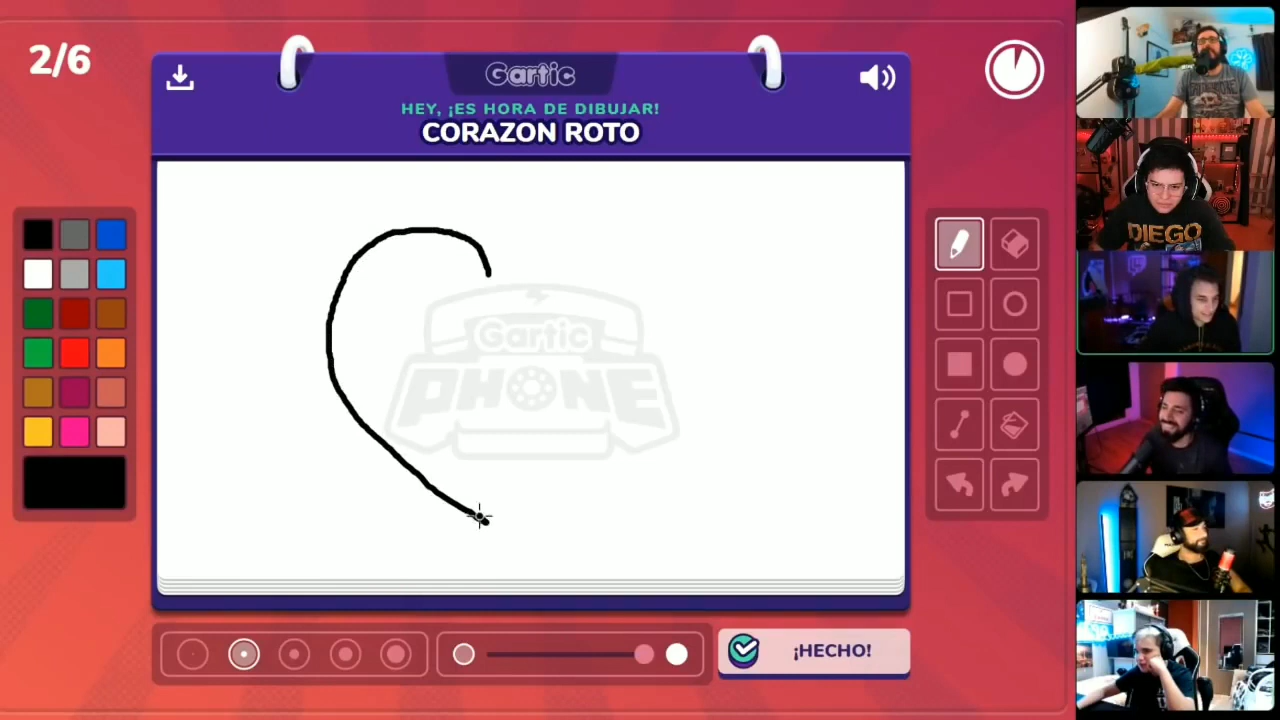 2/6
Gartic
HEY, ¡ES HORA DE DIBUJAR!
CORAZON ROTO
Gartic
PHONE
¡HECHO!
DIEGO